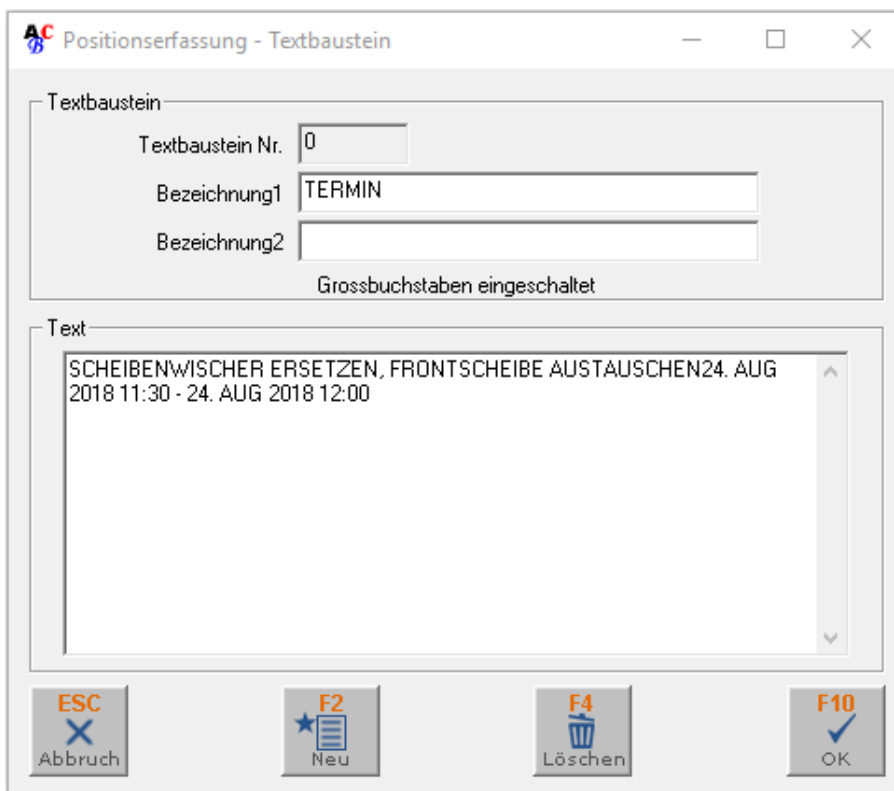 ACB Positionserfassung - Textbaustein
Textbaustein
Textbaustein Nr. 0
Bezeichnung1 TERMIN
Bezeichnung2
Grossbuchstaben eingeschaltet
Text
SCHEIBENWISCHER ERSETZEN, FRONTSCHEIBE AUSTAUSCHEN24. AUG
2018 11:30 - 24. AUG 2018 12:00
ESC F2 F4 F10
Abbruch Neu Löschen OK